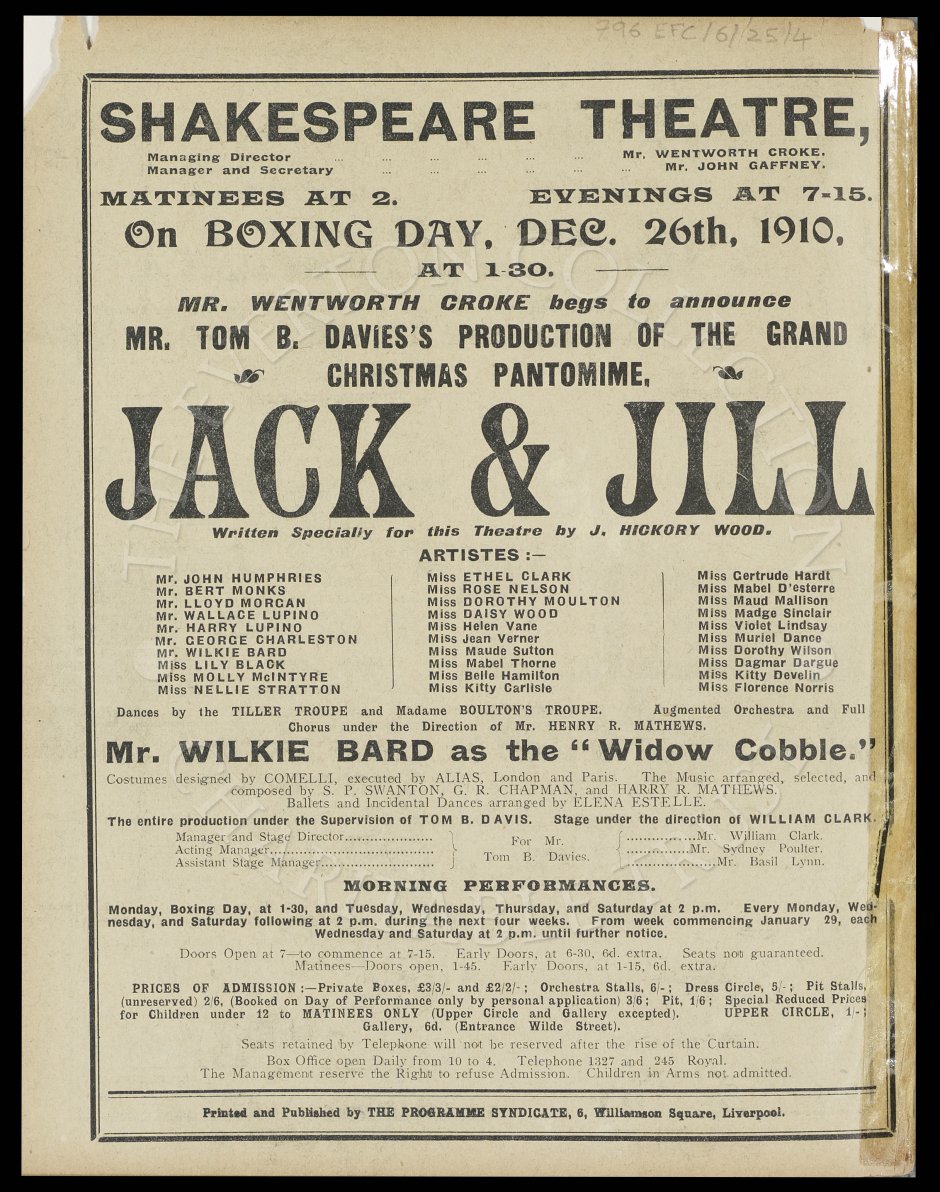 796 EFC/6/25/4
SHAKESPEARE THEATRE,
Managing Director ... ... ... ... ... ... Mr. WENTWORTH CROKE.
Manager and Secretary ... ... ... ... ... ... Mr. JOHN GAFFNEY.
MATINEES AT 2. EVENINGS AT 7-15.
On BOXING DAY, DEC. 26th, 1910,
AT 1-30.
MR. WENTWORTH CROKE begs to announce
MR. TOM B. DAVIES'S PRODUCTION OF THE GRAND
CHRISTMAS PANTOMIME,
JACK & JILL
Written Specially for this Theatre by J. HICKORY WOOD.
ARTISTES :—
Mr. JOHN HUMPHRIES
Mr. BERT MONKS
Mr. LLOYD MORGAN
Mr. WALLACE LUPINO
Mr. HARRY LUPINO
Mr. GEORGE CHARLESTON
Mr. WILKIE BARD
Miss LILY BLACK
Miss MOLLY McINTYRE
Miss NELLIE STRATTON
Miss ETHEL CLARK
Miss ROSE NELSON
Miss DOROTHY MOULTON
Miss DAISY WOOD
Miss Helen Vane
Miss Jean Verner
Miss Maude Sutton
Miss Mabel Thorne
Miss Belle Hamilton
Miss Kitty Carlisle
Miss Gertrude Hardt
Miss Mabel D'esterre
Miss Maud Mallison
Miss Madge Sinclair
Miss Violet Lindsay
Miss Muriel Dance
Miss Dorothy Wilson
Miss Dagmar Dargue
Miss Kitty Develin
Miss Florence Norris
Dances by the TILLER TROUPE and Madame BOULTON'S TROUPE. Augmented Orchestra and Full
Chorus under the Direction of Mr. HENRY R. MATHEWS.
Mr. WILKIE BARD as the "Widow Cobble."
Costumes designed by COMELLI, executed by ALIAS, London and Paris. The Music arranged, selected, and
composed by S. P. SWANTON, G. R. CHAPMAN, and HARRY R. MATHEWS.
Ballets and Incidental Dances arranged by ELENA ESTELLE.
The entire production under the Supervision of TOM B. DAVIS. Stage under the direction of WILLIAM CLARK.
Manager and Stage Director..................... For Mr. ................Mr. William Clark.
Acting Manager....................................... Tom B. Davies. ...............Mr. Sydney Poulter.
Assistant Stage Manager........................... .....................Mr. Basil Lynn.
MORNING PERFORMANCES.
Monday, Boxing Day, at 1-30, and Tuesday, Wednesday, Thursday, and Saturday at 2 p.m. Every Monday, Wed-
nesday, and Saturday following at 2 p.m. during the next four weeks. From week commencing January 29, each
Wednesday and Saturday at 2 p.m. until further notice.
Doors Open at 7—to commence at 7-15. Early Doors, at 6-30, 6d. extra. Seats not guaranteed.
Matinees—Doors open, 1-45. Early Doors, at 1-15, 6d. extra.
PRICES OF ADMISSION :—Private Boxes, £3/3/- and £2/2/- ; Orchestra Stalls, 6/- ; Dress Circle, 5/- ; Pit Stalls,
(unreserved) 2/6, (Booked on Day of Performance only by personal application) 3/6 ; Pit, 1/6 ; Special Reduced Prices
for Children under 12 to MATINEES ONLY (Upper Circle and Gallery excepted). UPPER CIRCLE, 1/- ;
Gallery, 6d. (Entrance Wilde Street).
Seats retained by Telephone will not be reserved after the rise of the Curtain.
Box Office open Daily from 10 to 4. Telephone 1327 and 245 Royal.
The Management reserve the Right to refuse Admission. Children in Arms not admitted.
Printed and Published by THE PROGRAMME SYNDICATE, 6, Williamson Square, Liverpool.
THE EVERTON COLLECTION